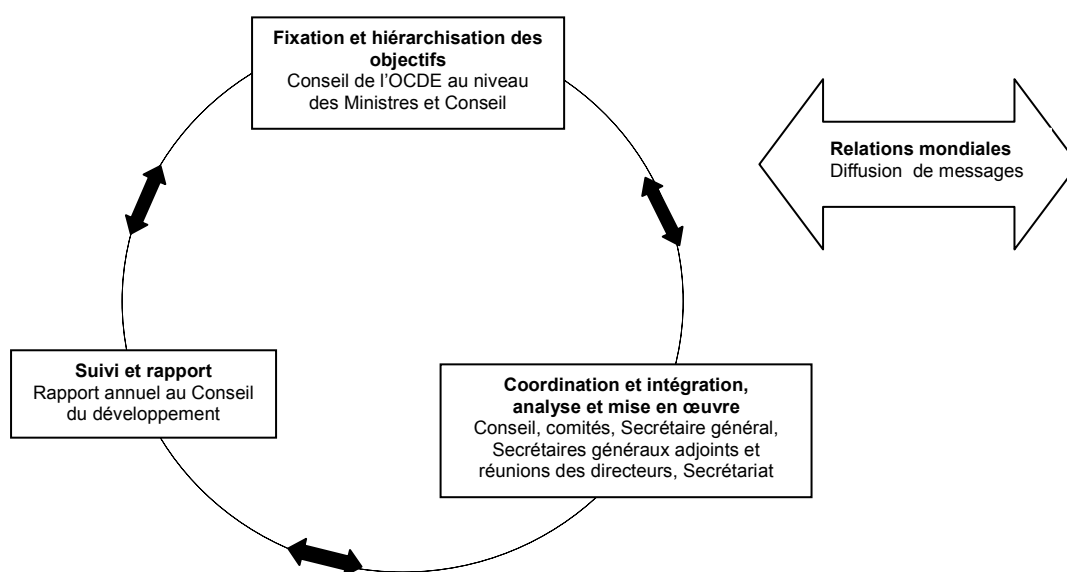 Fixation et hiérarchisation des
objectifs
Conseil de l'OCDE au niveau
des Ministres et Conseil
Relations mondiales
Diffusion de messages
Suivi et rapport
Rapport annuel au Conseil
du développement
Coordination et intégration,
analyse et mise en œuvre
Conseil, comités, Secrétaire général,
Secrétaires généraux adjoints et
réunions des directeurs, Secrétariat